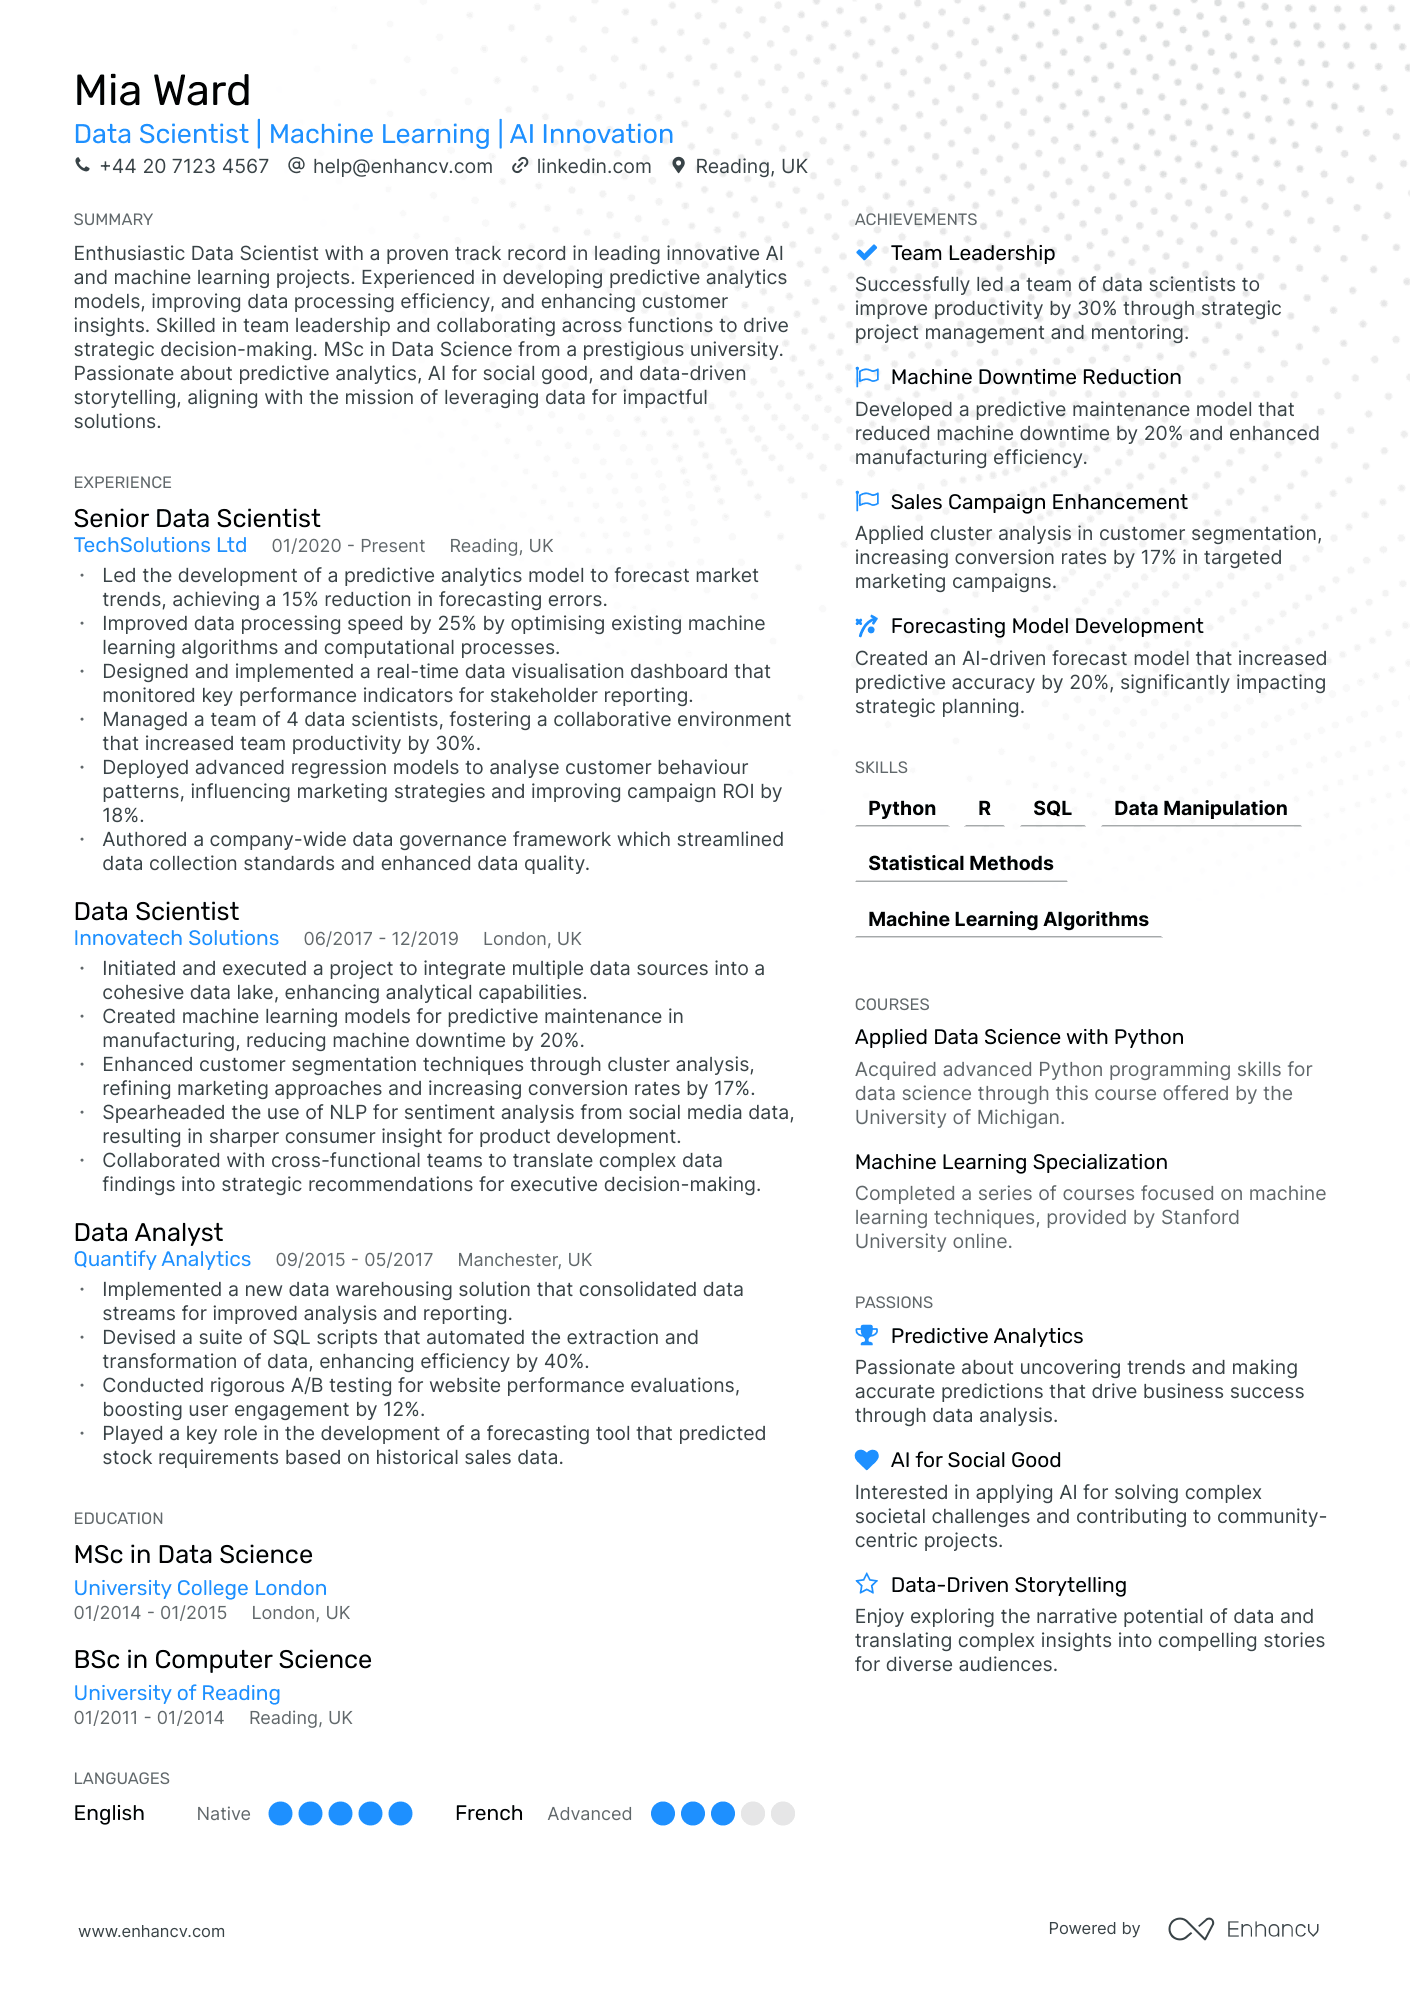 Mia Ward
Data Scientist | Machine Learning | AI Innovation
+44 20 7123 4567 @ help@enhancv.com linkedin.com Reading, UK
SUMMARY
Enthusiastic Data Scientist with a proven track record in leading innovative AI
and machine learning projects. Experienced in developing predictive analytics
models, improving data processing efficiency, and enhancing customer
insights. Skilled in team leadership and collaborating across functions to drive
strategic decision-making. MSc in Data Science from a prestigious university.
Passionate about predictive analytics, AI for social good, and data-driven
storytelling, aligning with the mission of leveraging data for impactful
solutions.
EXPERIENCE
Senior Data Scientist
TechSolutions Ltd 01/2020 - Present Reading, UK
· Led the development of a predictive analytics model to forecast market
trends, achieving a 15% reduction in forecasting errors.
· Improved data processing speed by 25% by optimising existing machine
learning algorithms and computational processes.
· Designed and implemented a real-time data visualisation dashboard that
monitored key performance indicators for stakeholder reporting.
· Managed a team of 4 data scientists, fostering a collaborative environment
that increased team productivity by 30%.
· Deployed advanced regression models to analyse customer behaviour
patterns, influencing marketing strategies and improving campaign ROI by
18%.
· Authored a company-wide data governance framework which streamlined
data collection standards and enhanced data quality.
Data Scientist
Innovatech Solutions 06/2017 - 12/2019 London, UK
· Initiated and executed a project to integrate multiple data sources into a
cohesive data lake, enhancing analytical capabilities.
· Created machine learning models for predictive maintenance in
manufacturing, reducing machine downtime by 20%.
· Enhanced customer segmentation techniques through cluster analysis,
refining marketing approaches and increasing conversion rates by 17%.
· Spearheaded the use of NLP for sentiment analysis from social media data,
resulting in sharper consumer insight for product development.
· Collaborated with cross-functional teams to translate complex data
findings into strategic recommendations for executive decision-making.
Data Analyst
Quantify Analytics 09/2015 - 05/2017 Manchester, UK
· Implemented a new data warehousing solution that consolidated data
streams for improved analysis and reporting.
· Devised a suite of SQL scripts that automated the extraction and
transformation of data, enhancing efficiency by 40%.
· Conducted rigorous A/B testing for website performance evaluations,
boosting user engagement by 12%.
· Played a key role in the development of a forecasting tool that predicted
stock requirements based on historical sales data.
EDUCATION
MSc in Data Science
University College London
01/2014 - 01/2015 London, UK
BSc in Computer Science
University of Reading
01/2011 - 01/2014 Reading, UK
LANGUAGES
English Native French Advanced
ACHIEVEMENTS
Team Leadership
Successfully led a team of data scientists to
improve productivity by 30% through strategic
project management and mentoring.
Machine Downtime Reduction
Developed a predictive maintenance model that
reduced machine downtime by 20% and enhanced
manufacturing efficiency.
Sales Campaign Enhancement
Applied cluster analysis in customer segmentation,
increasing conversion rates by 17% in targeted
marketing campaigns.
Forecasting Model Development
Created an AI-driven forecast model that increased
predictive accuracy by 20%, significantly impacting
strategic planning.
SKILLS
Python R SQL Data Manipulation
Statistical Methods
Machine Learning Algorithms
COURSES
Applied Data Science with Python
Acquired advanced Python programming skills for
data science through this course offered by the
University of Michigan.
Machine Learning Specialization
Completed a series of courses focused on machine
learning techniques, provided by Stanford
University online.
PASSIONS
Predictive Analytics
Passionate about uncovering trends and making
accurate predictions that drive business success
through data analysis.
AI for Social Good
Interested in applying AI for solving complex
societal challenges and contributing to community-
centric projects.
Data-Driven Storytelling
Enjoy exploring the narrative potential of data and
translating complex insights into compelling stories
for diverse audiences.
www.enhancv.com
Powered by Enhancv